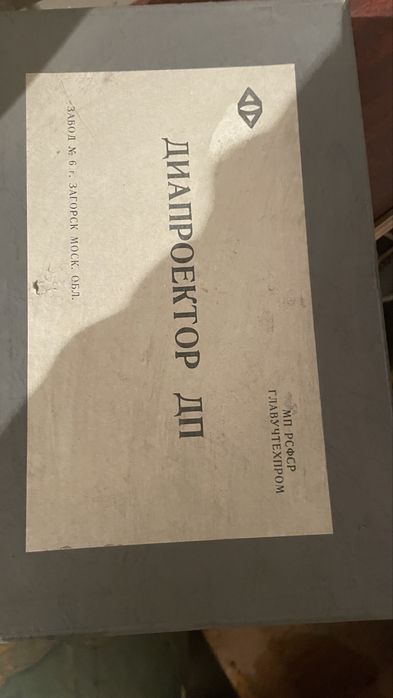 МП РСФСР
ГЛАВУЧТЕХПРОМ
ДИАПРОЕКТОР ДП
ЗАВОД № 6 г. ЗАГОРСК МОСК. ОБЛ.